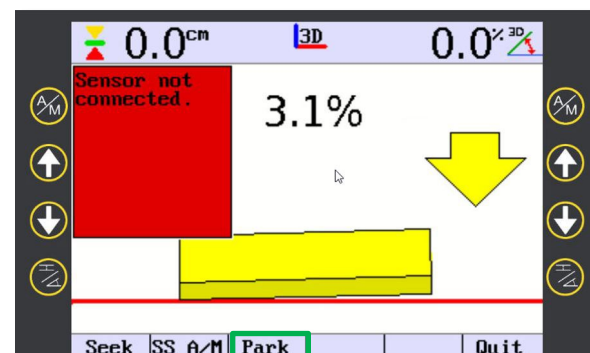 0.0cm 3D 0.0% 3D
Sensor not
connected.
3.1%
A/M
A/M
Seek SS A/M Park Quit